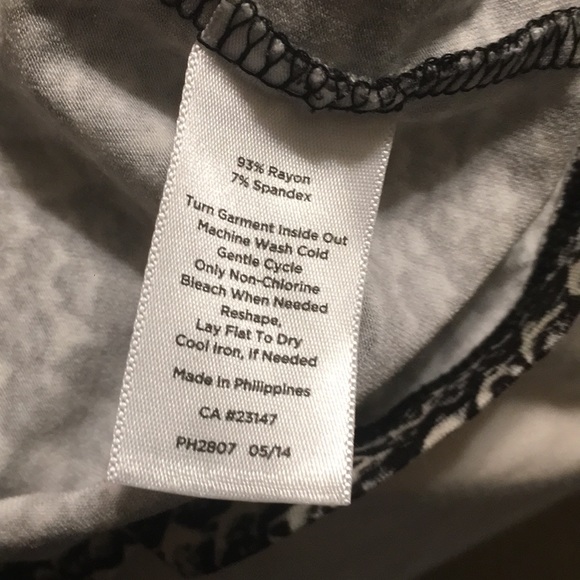 93% Rayon
7% Spandex
Turn Garment Inside Out
Machine Wash Cold
Gentle Cycle
Only Non-Chlorine
Bleach When Needed
Reshape,
Lay Flat To Dry
Cool Iron, If Needed
Made In Philippines
CA #23147
PH2807 05/14